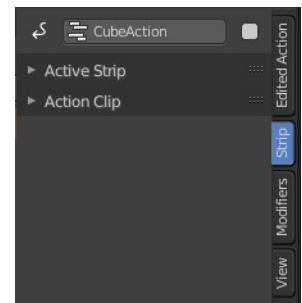 CubeAction
Active Strip
Action Clip
Edited Action
Strip
Modifiers
View